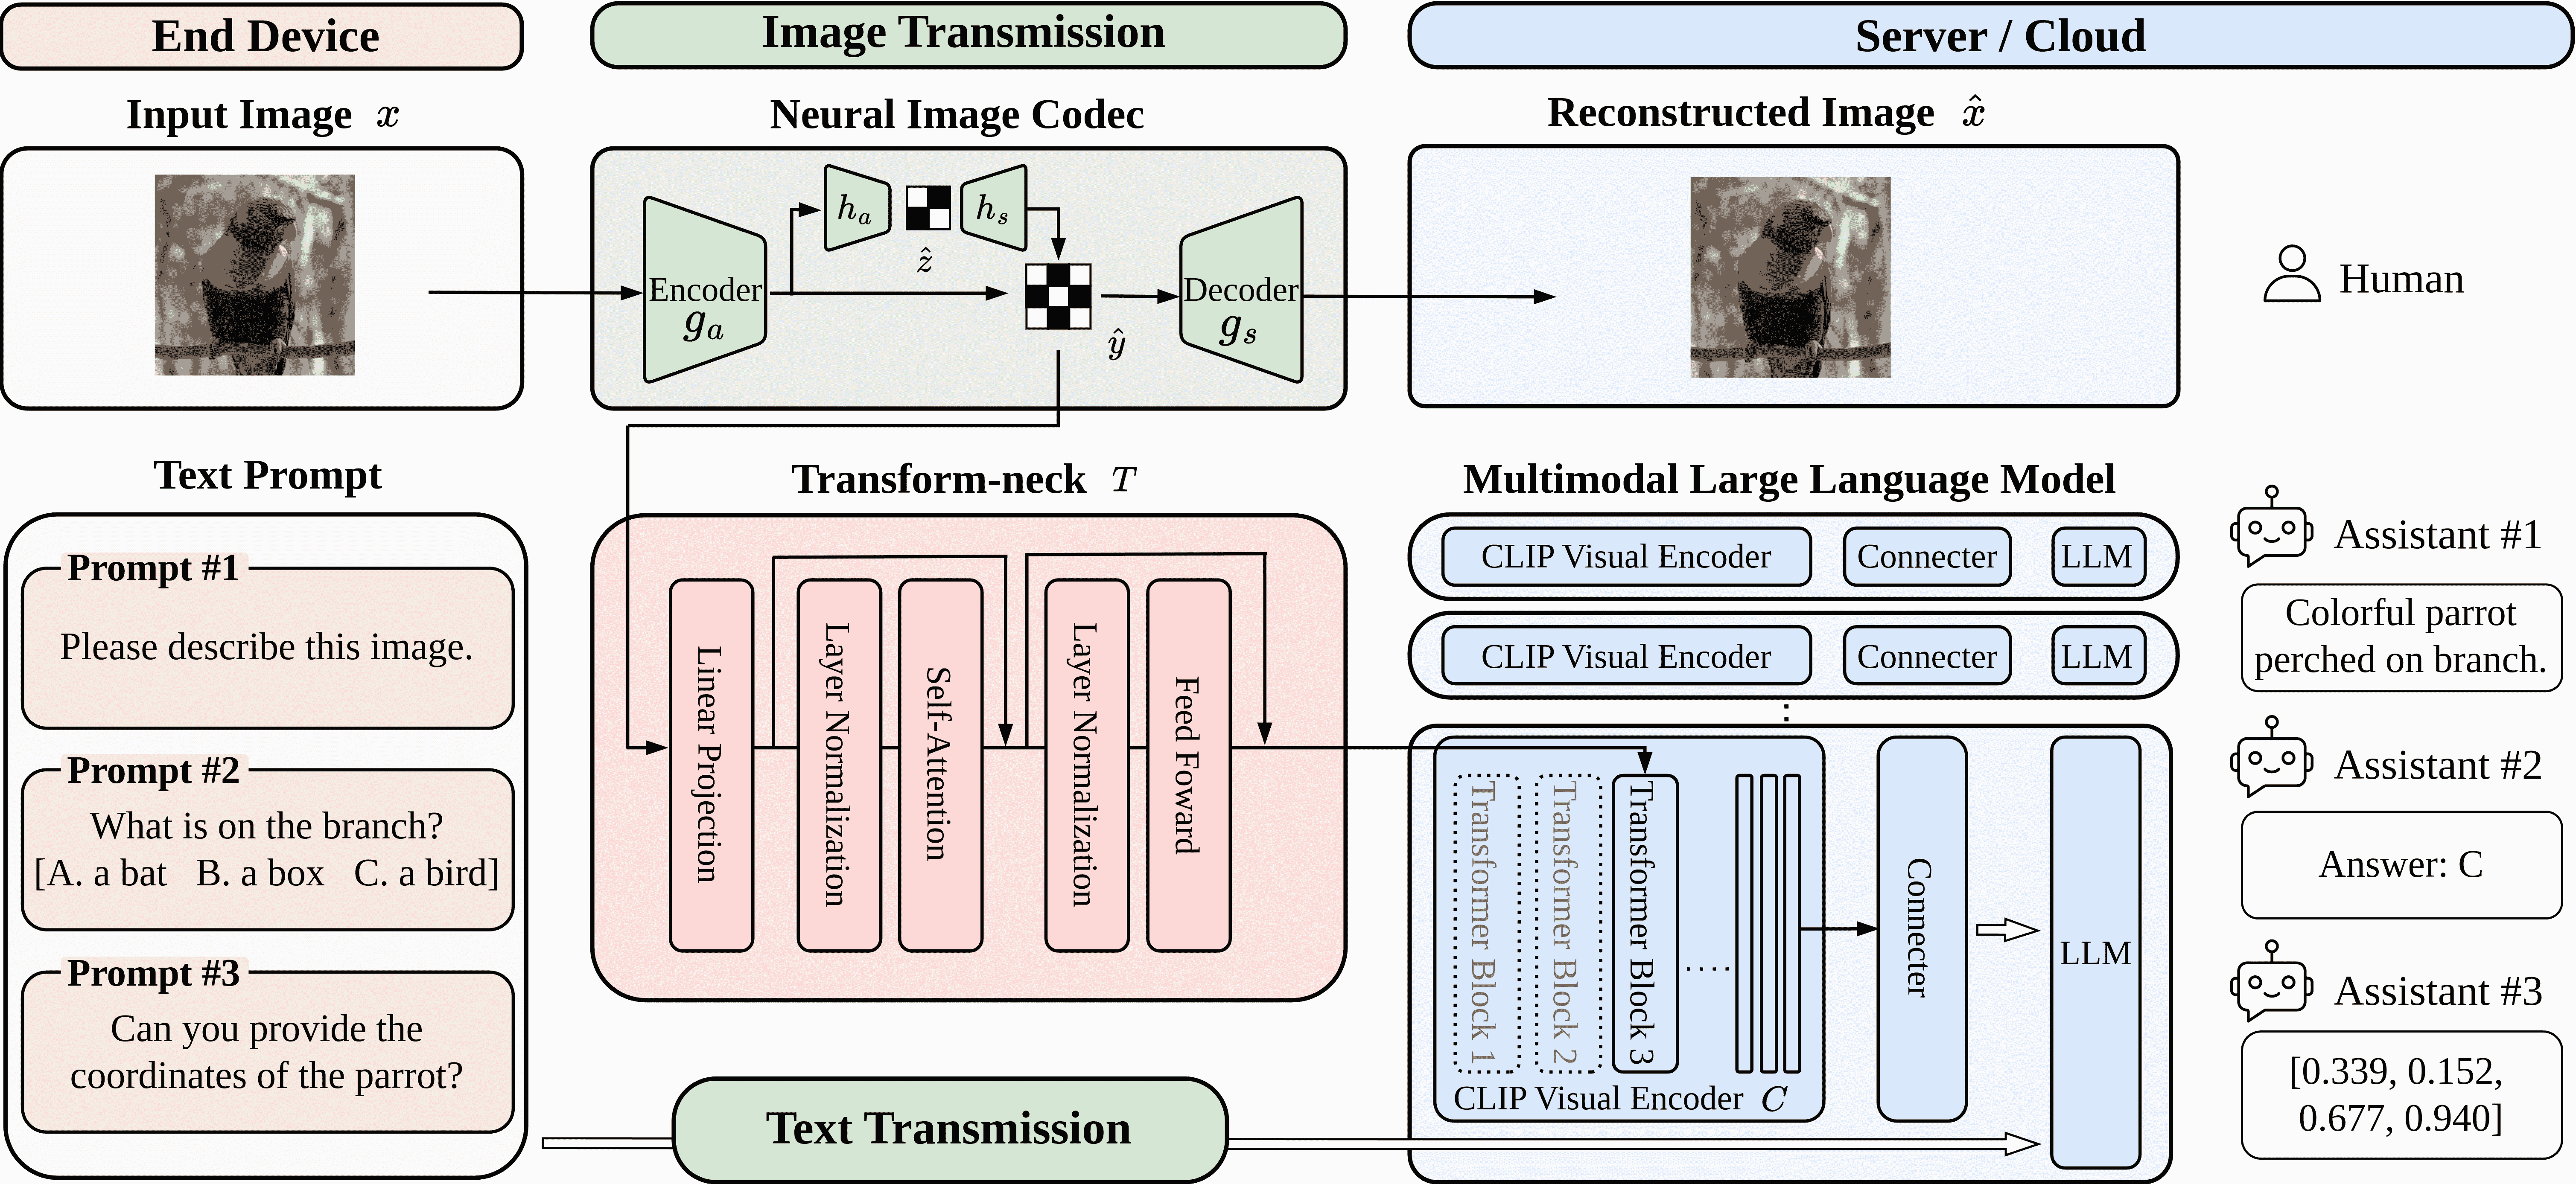 End Device
Image Transmission
Server / Cloud
Input Image x
Neural Image Codec
Reconstructed Image x̂
Encoder
g_a
h_a
ẑ
h_s
ŷ
Decoder
g_s
Human
Text Prompt
Prompt #1
Please describe this image.
Prompt #2
What is on the branch?
[A. a bat B. a box C. a bird]
Prompt #3
Can you provide the
coordinates of the parrot?
Transform-neck T
Linear Projection
Layer Normalization
Self-Attention
Layer Normalization
Feed Foward
Text Transmission
Multimodal Large Language Model
CLIP Visual Encoder
Connecter
LLM
CLIP Visual Encoder
Connecter
LLM
Transformer Block 1
Transformer Block 2
Transformer Block 3
CLIP Visual Encoder C
Connecter
LLM
Assistant #1
Colorful parrot
perched on branch.
Assistant #2
Answer: C
Assistant #3
[0.339, 0.152,
0.677, 0.940]